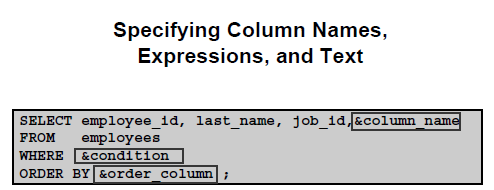 Specifying Column Names,
Expressions, and Text
SELECT employee_id, last_name, job_id,&column_name
FROM   employees
WHERE  &condition
ORDER BY &order_column ;